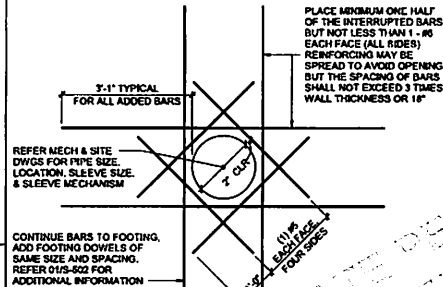 PLACE MINIMUM ONE HALF
OF THE INTERRUPTED BARS
BUT NOT LESS THAN 1 - #6
EACH FACE (ALL SIDES)
REINFORCING MAY BE
SPREAD TO AVOID OPENING
BUT THE SPACING OF BARS
SHALL NOT EXCEED 3 TIMES
WALL THICKNESS OR 18"
3'-1" TYPICAL
FOR ALL ADDED BARS
REFER MECH & SITE
DWGS FOR PIPE SIZE,
LOCATION, SLEEVE SIZE,
& SLEEVE MECHANISM
2" CLR
(1) #5
EACH FACE,
FOUR SIDES
CONTINUE BARS TO FOOTING,
ADD FOOTING DOWELS OF
SAME SIZE AND SPACING.
REFER 01/S-502 FOR
ADDITIONAL INFORMATION